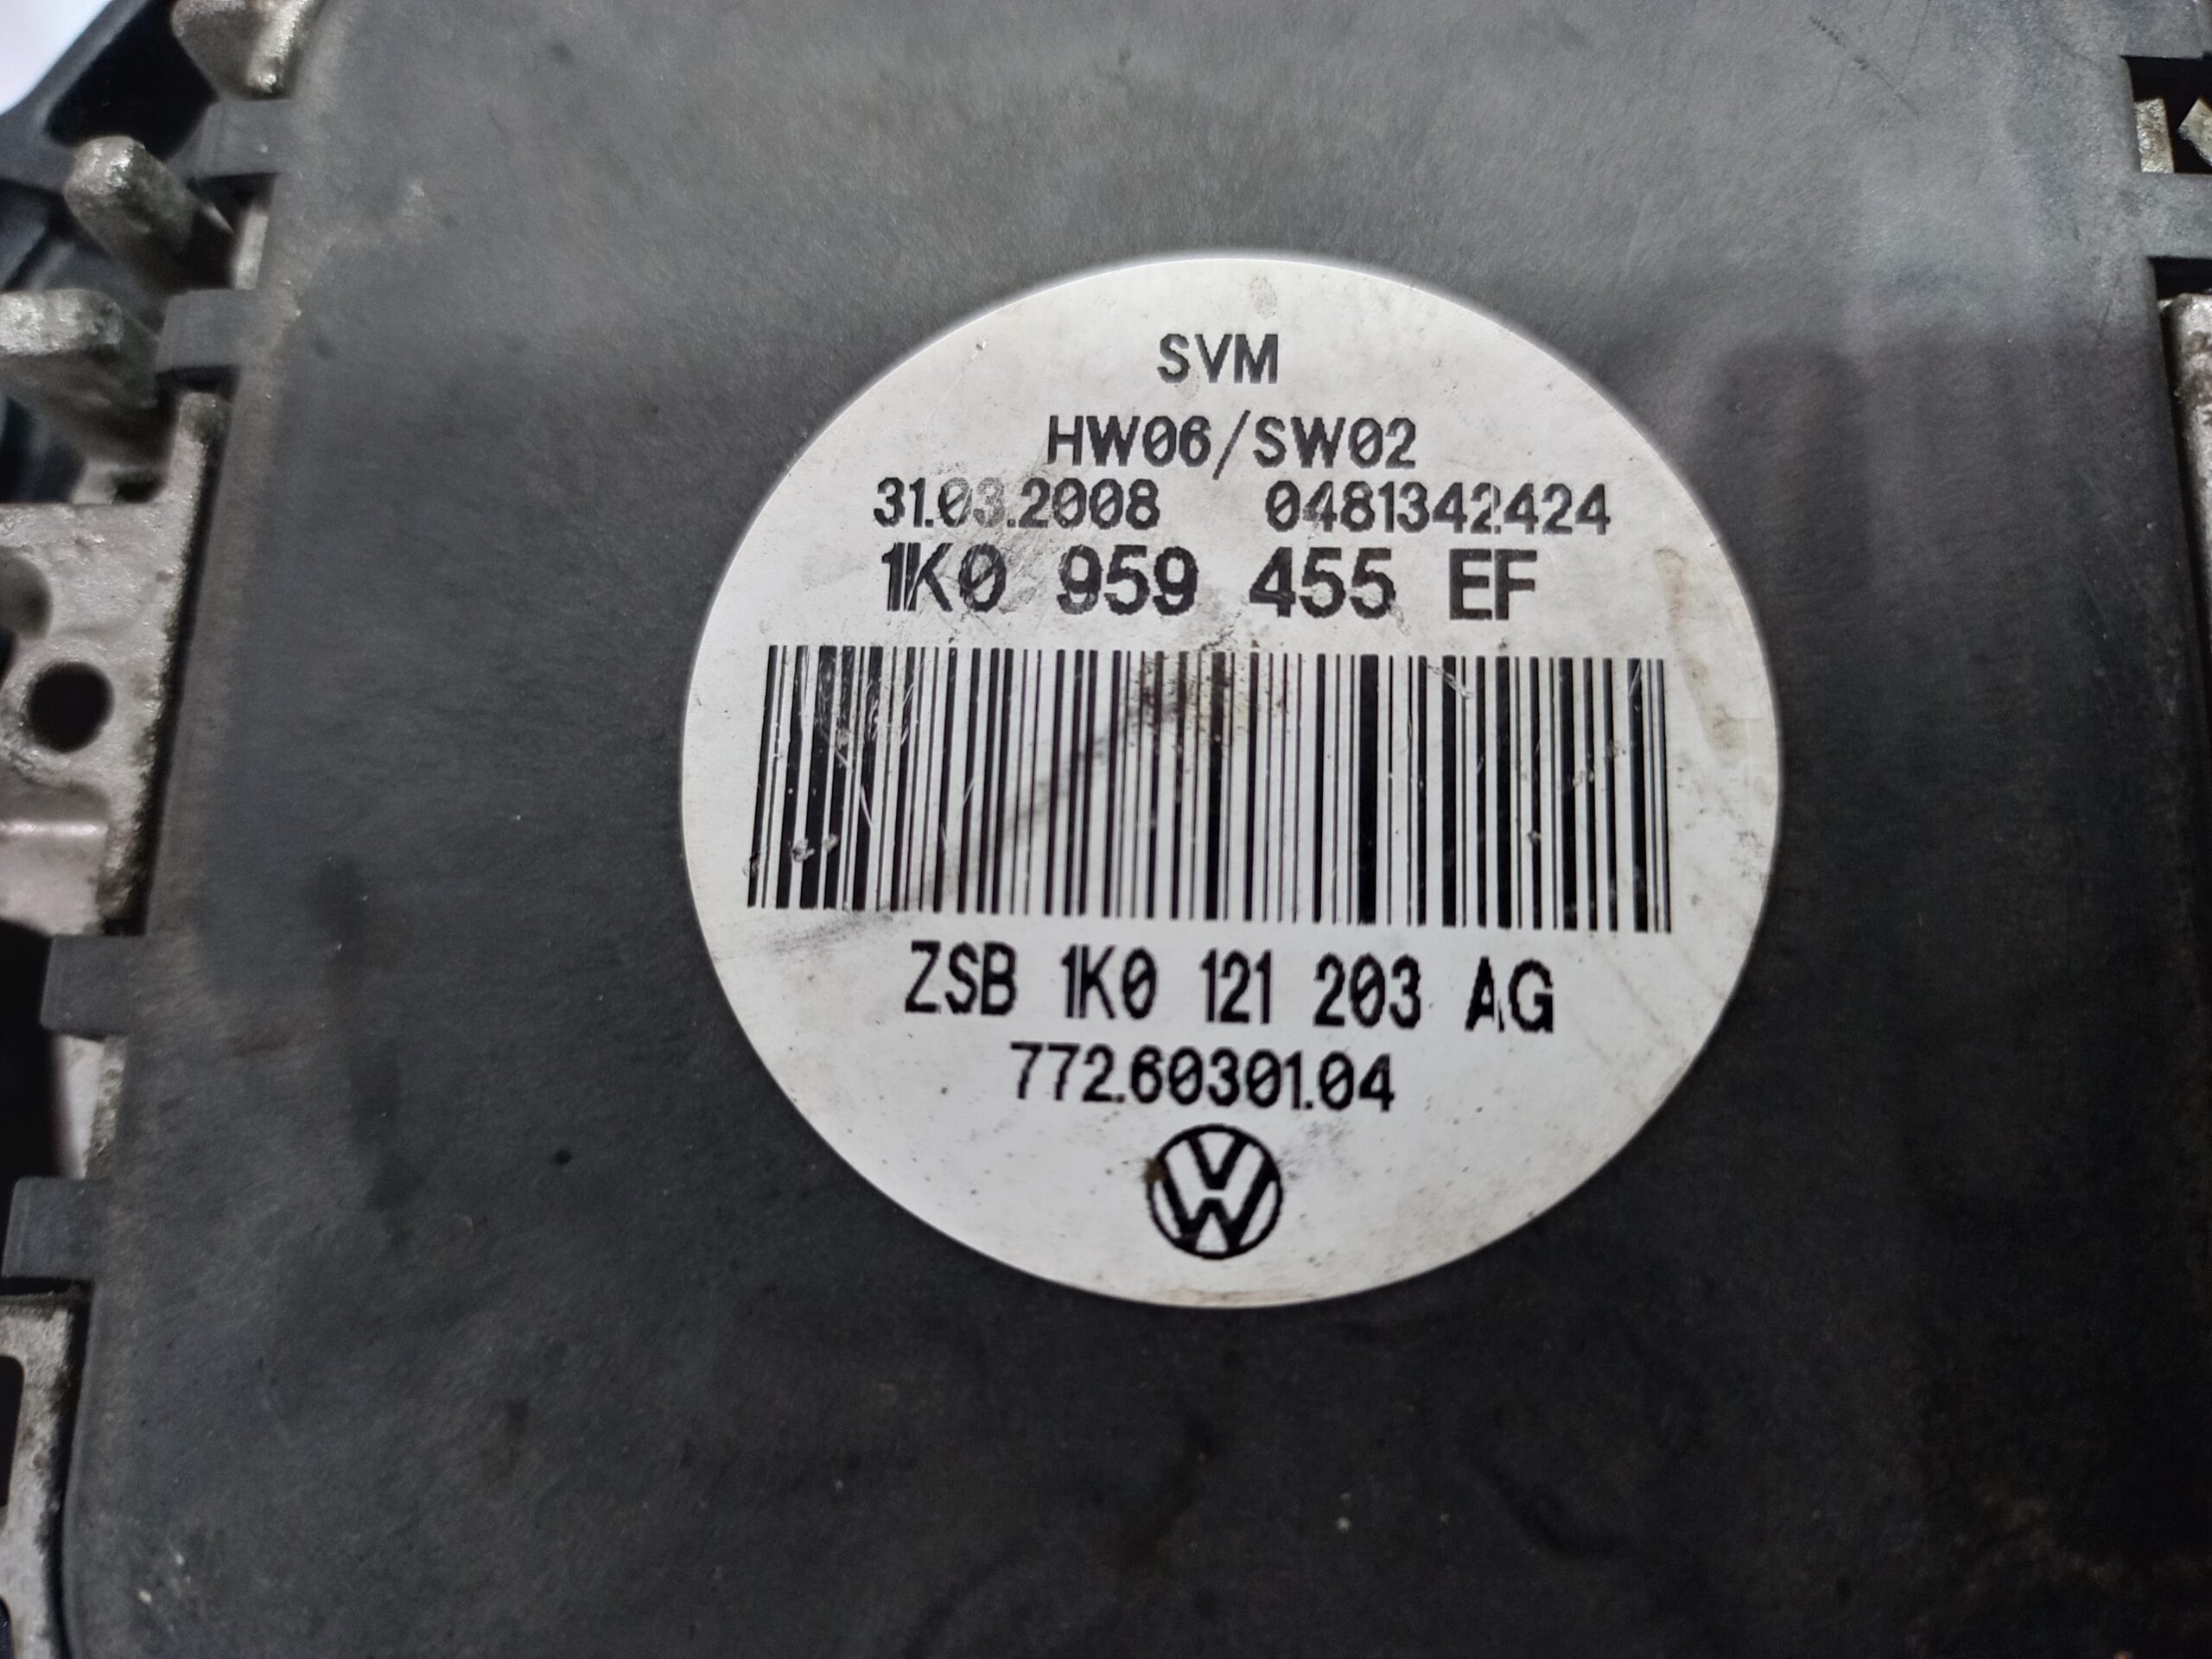 SVM
HW06/SW02
31.03.2008 0481342424
1K0 959 455 EF
ZSB 1K0 121 203 AG
772.60301.04